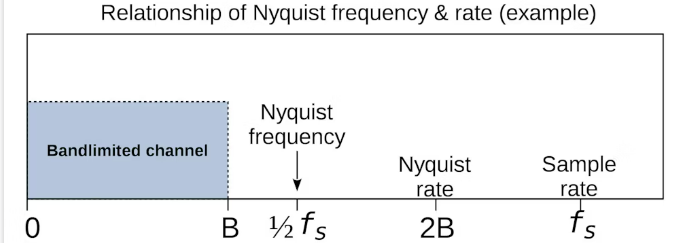 Relationship of Nyquist frequency & rate (example)
Nyquist
frequency
Bandlimited channel
Nyquist
rate
Sample
rate
0
B
½ fs
2B
fs